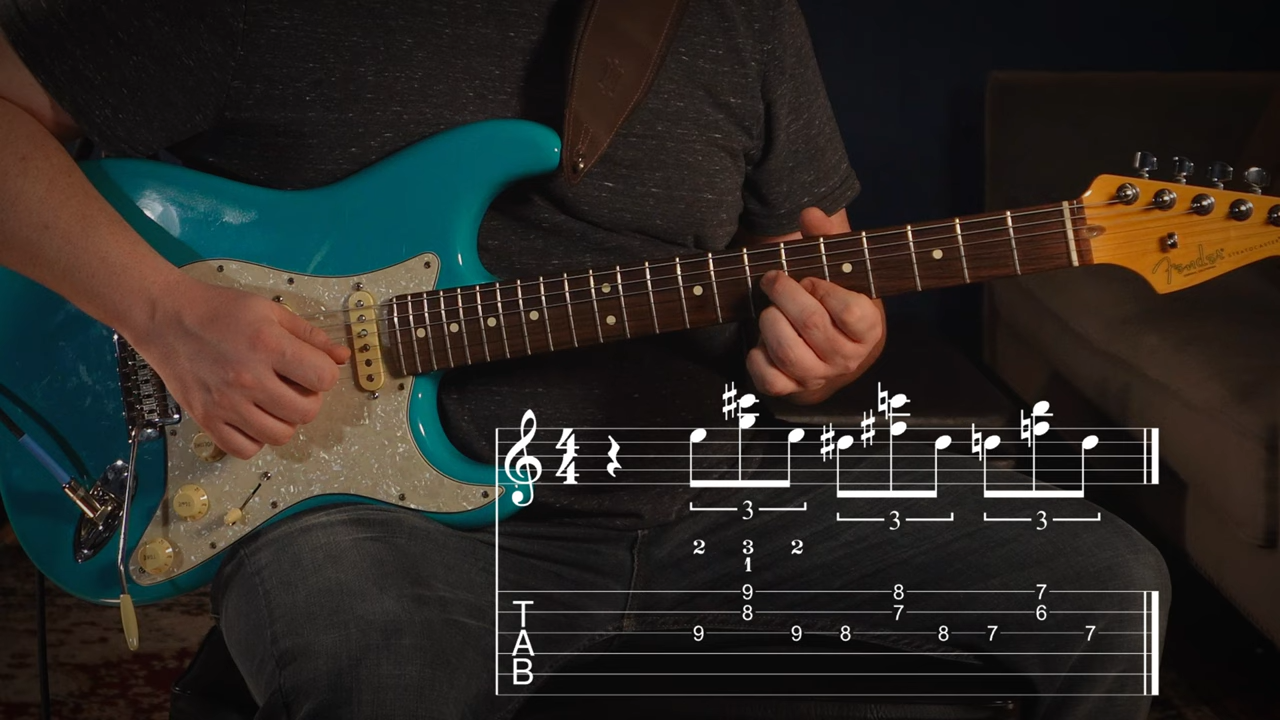 Fender
4
4
3 3 3
2 3 2
1
9 8 7
8 7 6
9 9 8 8 7 7
T
A
B